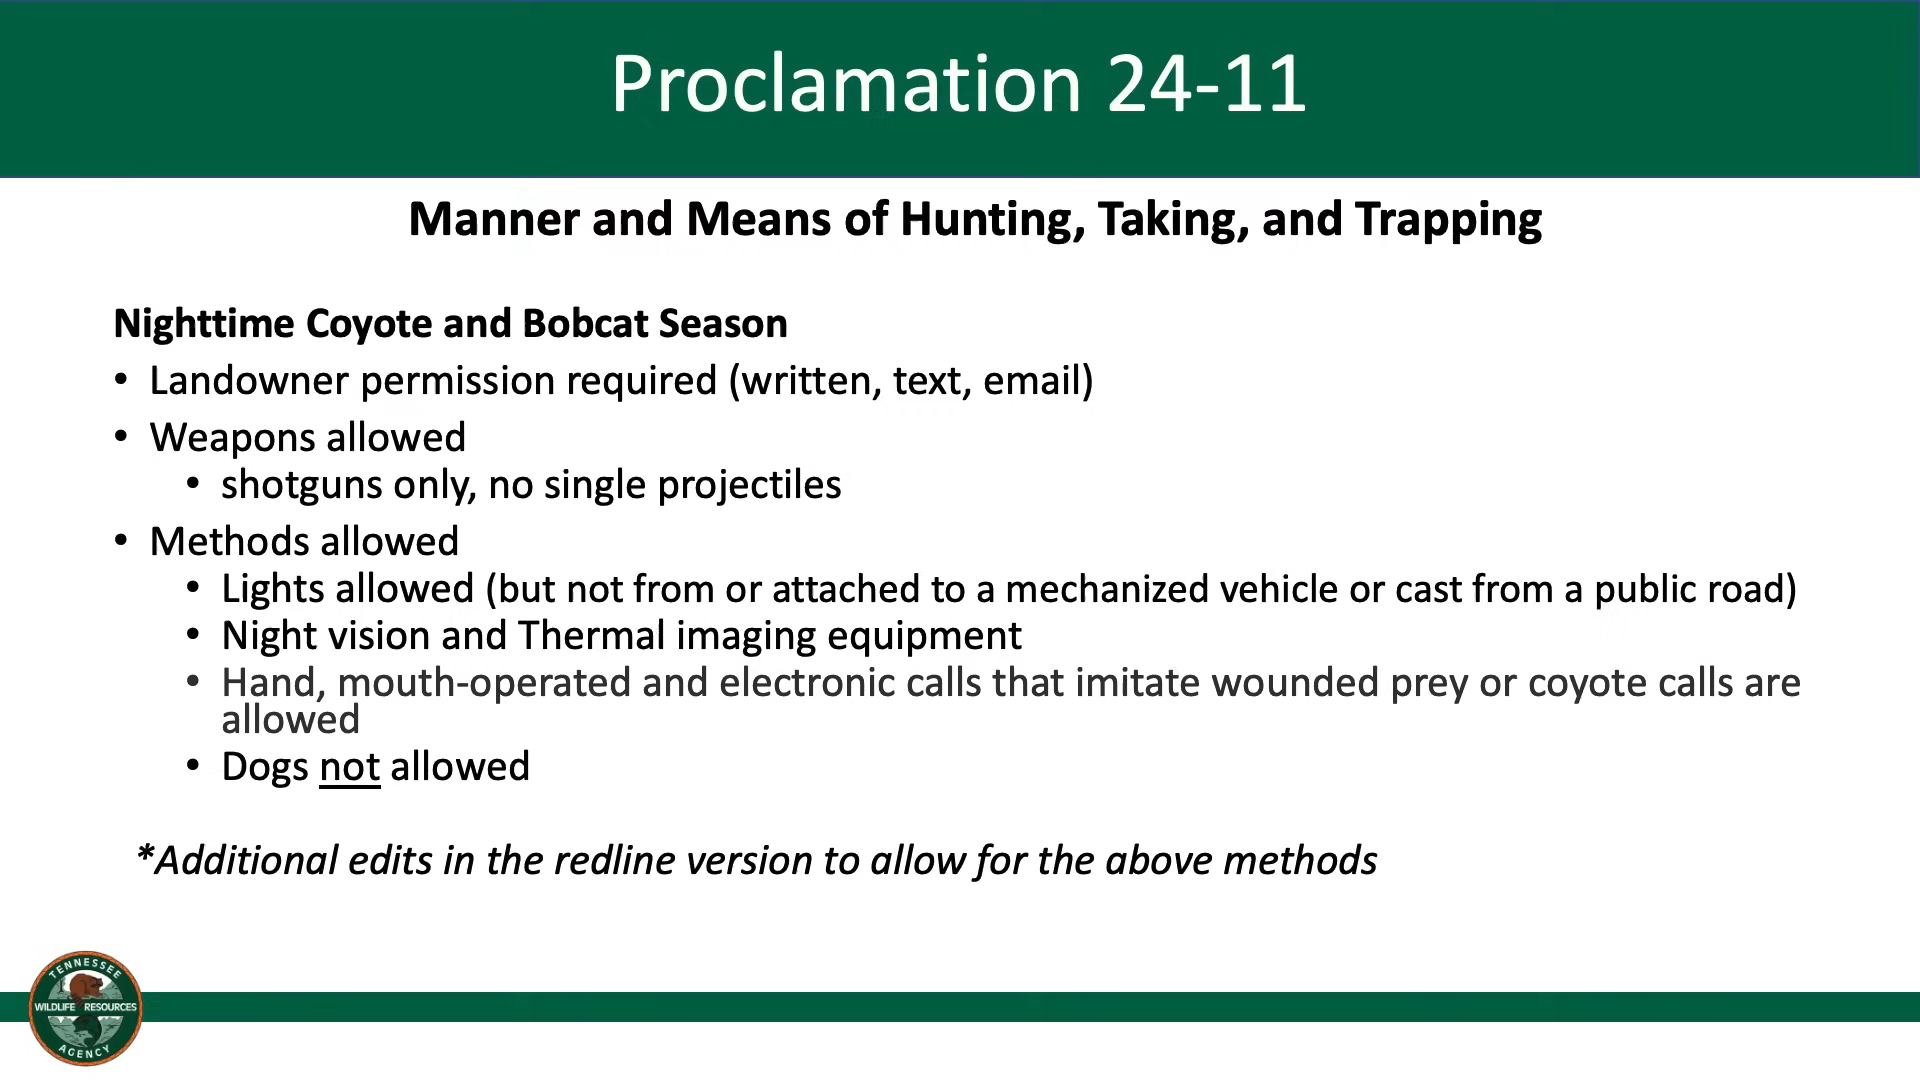 Proclamation 24-11
Manner and Means of Hunting, Taking, and Trapping
Nighttime Coyote and Bobcat Season
• Landowner permission required (written, text, email)
• Weapons allowed
• shotguns only, no single projectiles
• Methods allowed
• Lights allowed (but not from or attached to a mechanized vehicle or cast from a public road)
• Night vision and Thermal imaging equipment
• Hand, mouth-operated and electronic calls that imitate wounded prey or coyote calls are
allowed
• Dogs not allowed
*Additional edits in the redline version to allow for the above methods
TENNESSEE
WILDLIFE RESOURCES
AGENCY